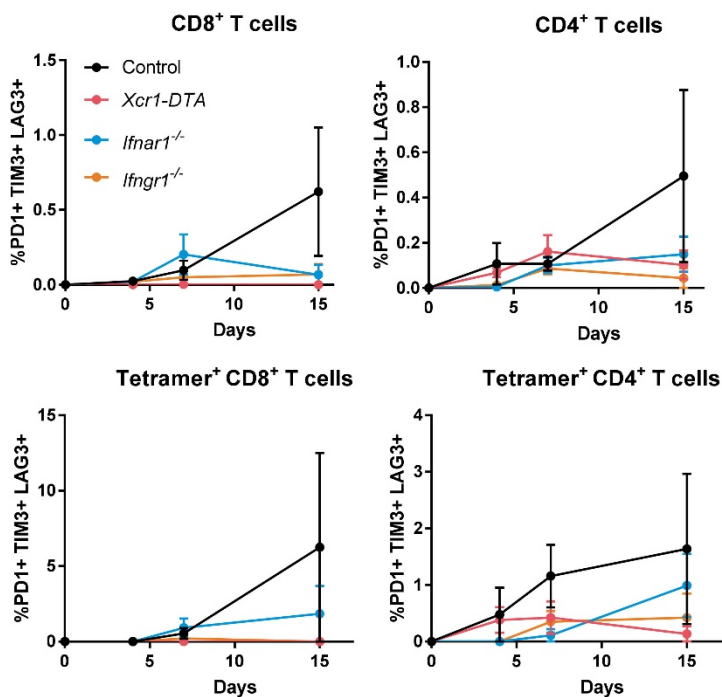 CD8⁺ T cells
%PD1+ TIM3+ LAG3+
1.5
1.0
0.5
0.0
Control
Xcr1-DTA
Ifnar1⁻/⁻
Ifngr1⁻/⁻
0 5 10 15
Days
CD4⁺ T cells
%PD1+ TIM3+ LAG3+
1.0
0.8
0.6
0.4
0.2
0.0
0 5 10 15
Days
Tetramer⁺ CD8⁺ T cells
%PD1+ TIM3+ LAG3+
15
10
5
0
0 5 10 15
Days
Tetramer⁺ CD4⁺ T cells
%PD1+ TIM3+ LAG3+
4
3
2
1
0
0 5 10 15
Days